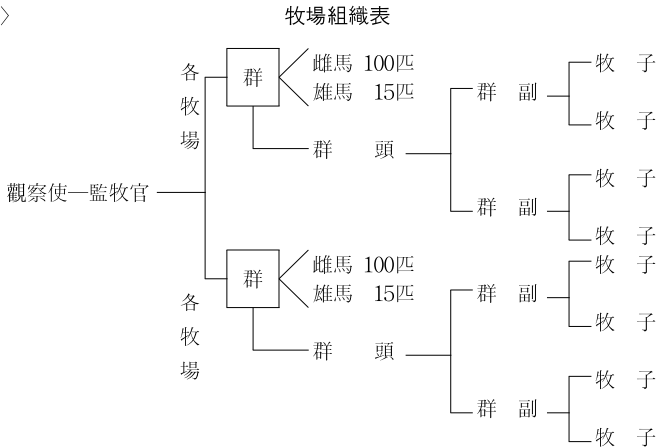 〉
牧場組織表
各牧場
群
雌馬 100匹
雄馬 15匹
群 頭
群 副
牧 子
牧 子
群 副
牧 子
牧 子
觀察使─監牧官
各牧場
群
雌馬 100匹
雄馬 15匹
群 頭
群 副
牧 子
牧 子
群 副
牧 子
牧 子